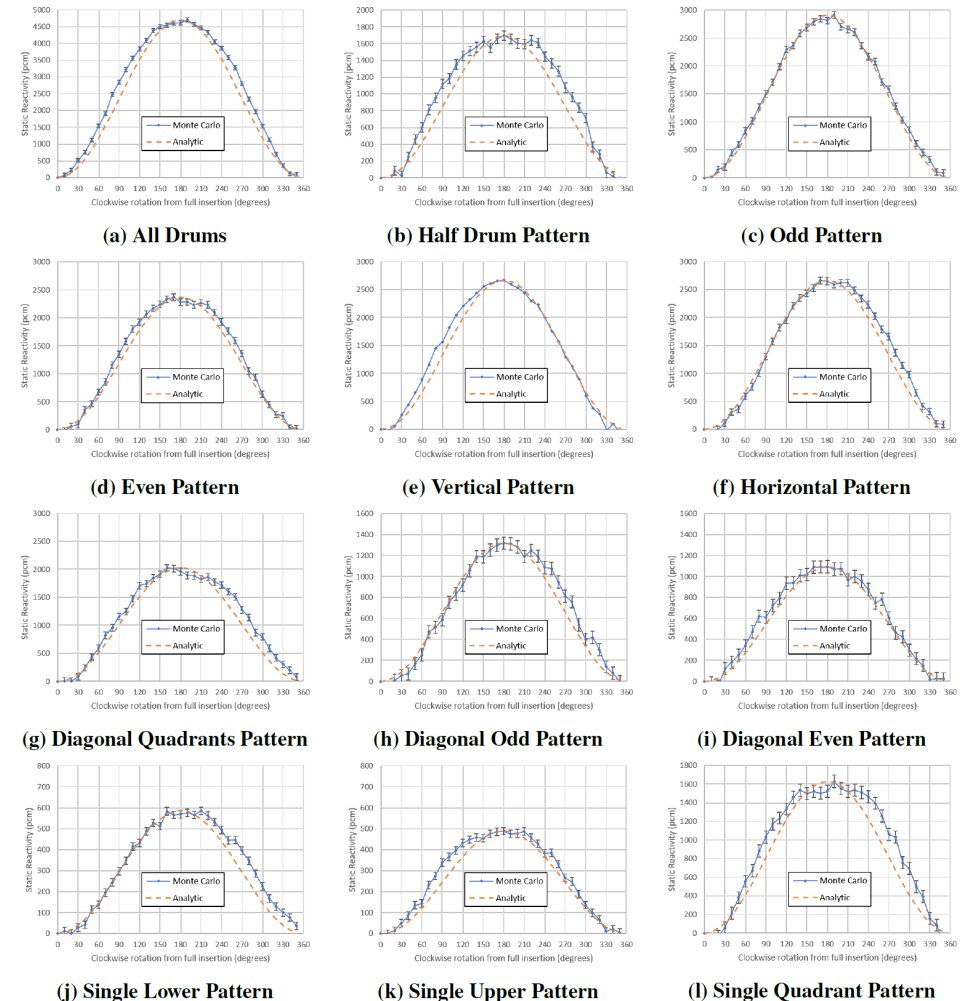 Static Reactivity (pcm)
5000
4500
4000
3500
3000
2500
2000
1500
1000
500
0
Monte Carlo
Analytic
0 30 60 90 120 150 180 210 240 270 300 330 360
Clockwise rotation from full insertion (degrees)
(a) All Drums
Static Reactivity (pcm)
2000
1800
1600
1400
1200
1000
800
600
400
200
0
Monte Carlo
Analytic
0 30 60 90 120 150 180 210 240 270 300 330 360
Clockwise rotation from full insertion (degrees)
(b) Half Drum Pattern
Static Reactivity (pcm)
3000
2500
2000
1500
1000
500
0
Monte Carlo
Analytic
0 30 60 90 120 150 180 210 240 270 300 330 360
Clockwise rotation from full insertion (degrees)
(c) Odd Pattern
Static Reactivity (pcm)
3000
2500
2000
1500
1000
500
0
Monte Carlo
Analytic
0 30 60 90 120 150 180 210 240 270 300 330 360
Clockwise rotation from full insertion (degrees)
(d) Even Pattern
Static Reactivity (pcm)
3000
2500
2000
1500
1000
500
0
Monte Carlo
Analytic
0 30 60 90 120 150 180 210 240 270 300 330 360
Clockwise rotation from full insertion (degrees)
(e) Vertical Pattern
Static Reactivity (pcm)
3000
2500
2000
1500
1000
500
0
Monte Carlo
Analytic
0 30 60 90 120 150 180 210 240 270 300 330 360
Clockwise rotation from full insertion (degrees)
(f) Horizontal Pattern
Static Reactivity (pcm)
3000
2500
2000
1500
1000
500
0
Monte Carlo
Analytic
0 30 60 90 120 150 180 210 240 270 300 330 360
Clockwise rotation from full insertion (degrees)
(g) Diagonal Quadrants Pattern
Static Reactivity (pcm)
1600
1400
1200
1000
800
600
400
200
0
Monte Carlo
Analytic
0 30 60 90 120 150 180 210 240 270 300 330 360
Clockwise rotation from full insertion (degrees)
(h) Diagonal Odd Pattern
Static Reactivity (pcm)
1600
1400
1200
1000
800
600
400
200
0
Monte Carlo
Analytic
0 30 60 90 120 150 180 210 240 270 300 330 360
Clockwise rotation from full insertion (degrees)
(i) Diagonal Even Pattern
Static Reactivity (pcm)
800
700
600
500
400
300
200
100
0
Monte Carlo
Analytic
0 30 60 90 120 150 180 210 240 270 300 330 360
Clockwise rotation from full insertion (degrees)
(j) Single Lower Pattern
Static Reactivity (pcm)
800
700
600
500
400
300
200
100
0
Monte Carlo
Analytic
0 30 60 90 120 150 180 210 240 270 300 330 360
Clockwise rotation from full insertion (degrees)
(k) Single Upper Pattern
Static Reactivity (pcm)
1800
1600
1400
1200
1000
800
600
400
200
0
Monte Carlo
Analytic
0 30 60 90 120 150 180 210 240 270 300 330 360
Clockwise rotation from full insertion (degrees)
(l) Single Quadrant Pattern